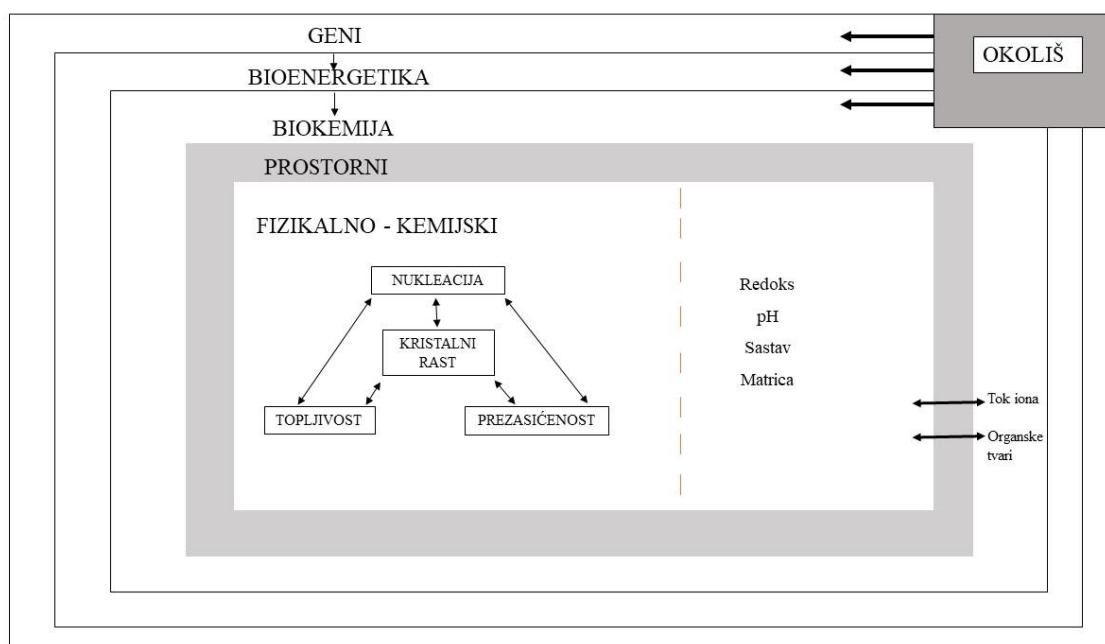 GENI
OKOLIŠ
BIOENERGETIKA
BIOKEMIJA
PROSTORNI
FIZIKALNO - KEMIJSKI
NUKLEACIJA
KRISTALNI
RAST
TOPLJIVOST
PREZASIĆENOST
Redoks
pH
Sastav
Matrica
Tok iona
Organske
tvari